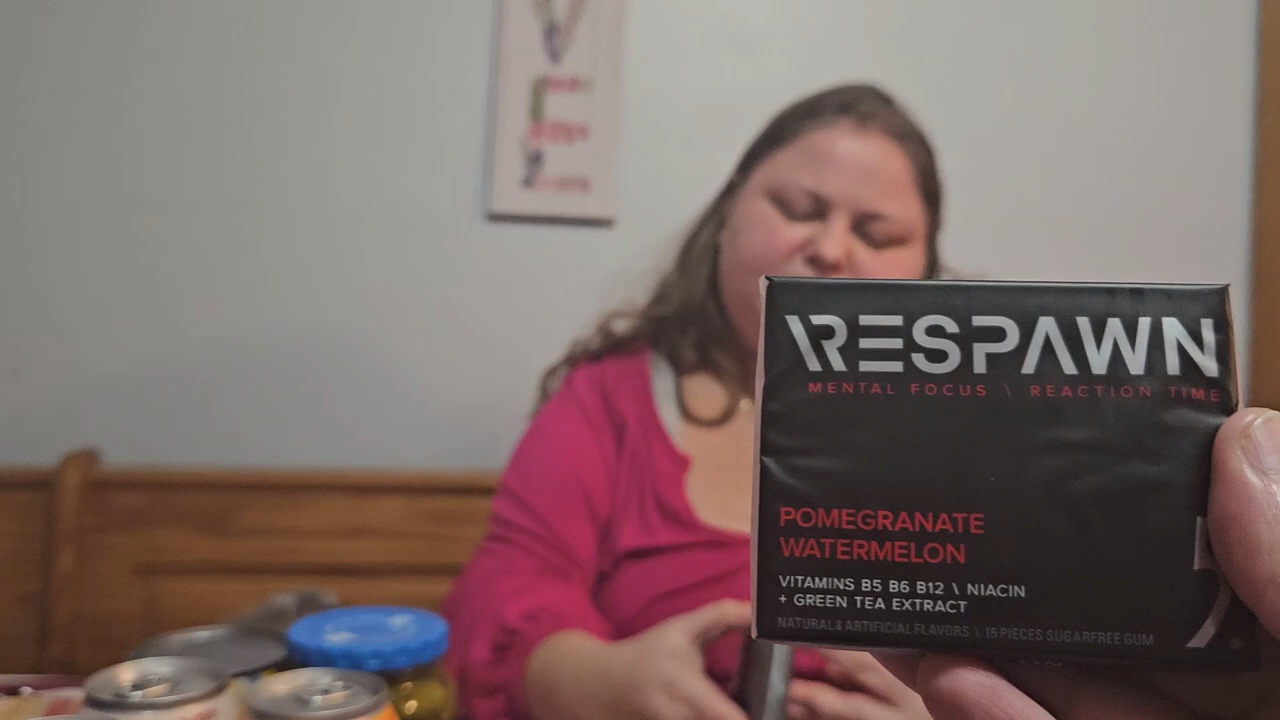 V
E
RESPAWN
MENTAL FOCUS \ REACTION TIME
POMEGRANATE
WATERMELON
VITAMINS B5 B6 B12 \ NIACIN
+ GREEN TEA EXTRACT
NATURAL & ARTIFICIAL FLAVORS \ 15 PIECES SUGARFREE GUM